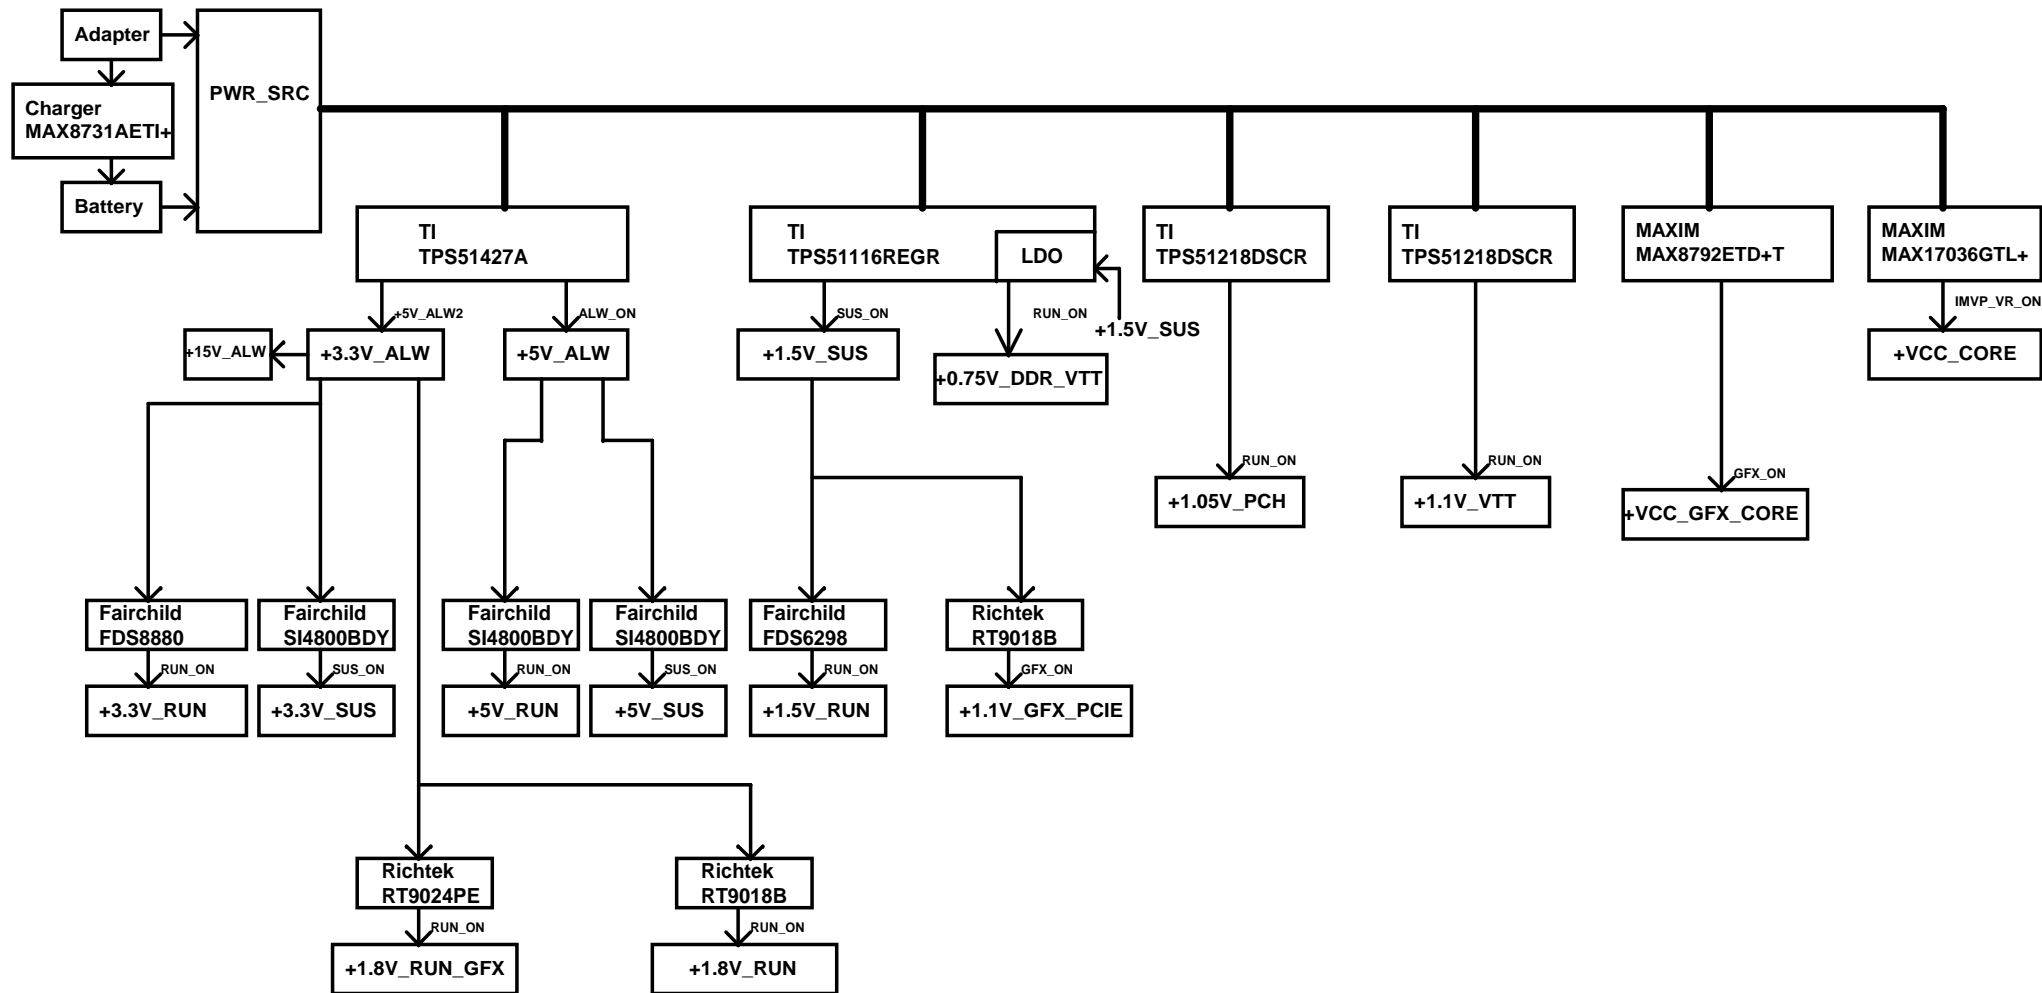 Adapter
PWR_SRC
Charger
MAX8731AETI+
Battery
TI
TPS51427A
TI
TPS51116REGR
LDO
TI
TPS51218DSCR
TI
TPS51218DSCR
MAXIM
MAX8792ETD+T
MAXIM
MAX17036GTL+
+5V_ALW2
ALW_ON
SUS_ON
RUN_ON
+1.5V_SUS
IMVP_VR_ON
+15V_ALW
+3.3V_ALW
+5V_ALW
+1.5V_SUS
+0.75V_DDR_VTT
+VCC_CORE
RUN_ON
RUN_ON
GFX_ON
+1.05V_PCH
+1.1V_VTT
+VCC_GFX_CORE
Fairchild
FDS8880
Fairchild
SI4800BDY
Fairchild
SI4800BDY
Fairchild
SI4800BDY
Fairchild
FDS6298
Richtek
RT9018B
RUN_ON
SUS_ON
RUN_ON
SUS_ON
RUN_ON
GFX_ON
+3.3V_RUN
+3.3V_SUS
+5V_RUN
+5V_SUS
+1.5V_RUN
+1.1V_GFX_PCIE
Richtek
RT9024PE
Richtek
RT9018B
RUN_ON
RUN_ON
+1.8V_RUN_GFX
+1.8V_RUN